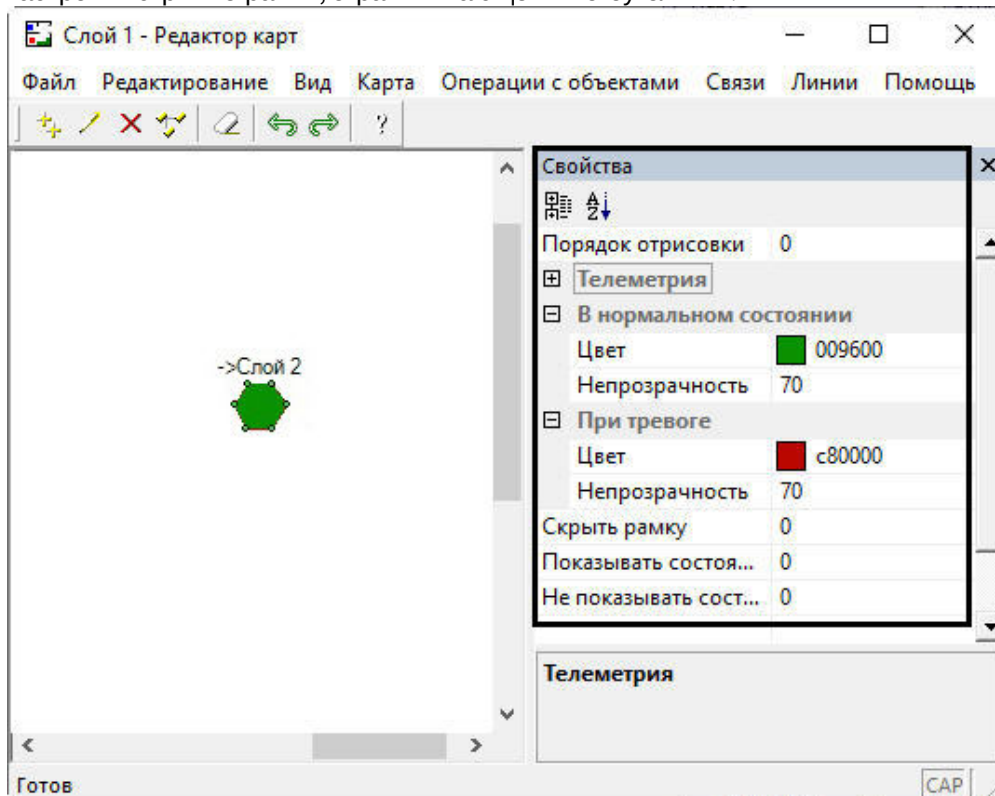 Слой 1 - Редактор карт
Файл Редактирование Вид Карта Операции с объектами Связи Линии Помощь
?
Свойства
Порядок отрисовки 0
Телеметрия
В нормальном состоянии
Цвет 009600
Непрозрачность 70
При тревоге
Цвет c80000
Непрозрачность 70
Скрыть рамку 0
Показывать состоя... 0
Не показывать сост... 0
->Слой 2
Телеметрия
Готов
CAP